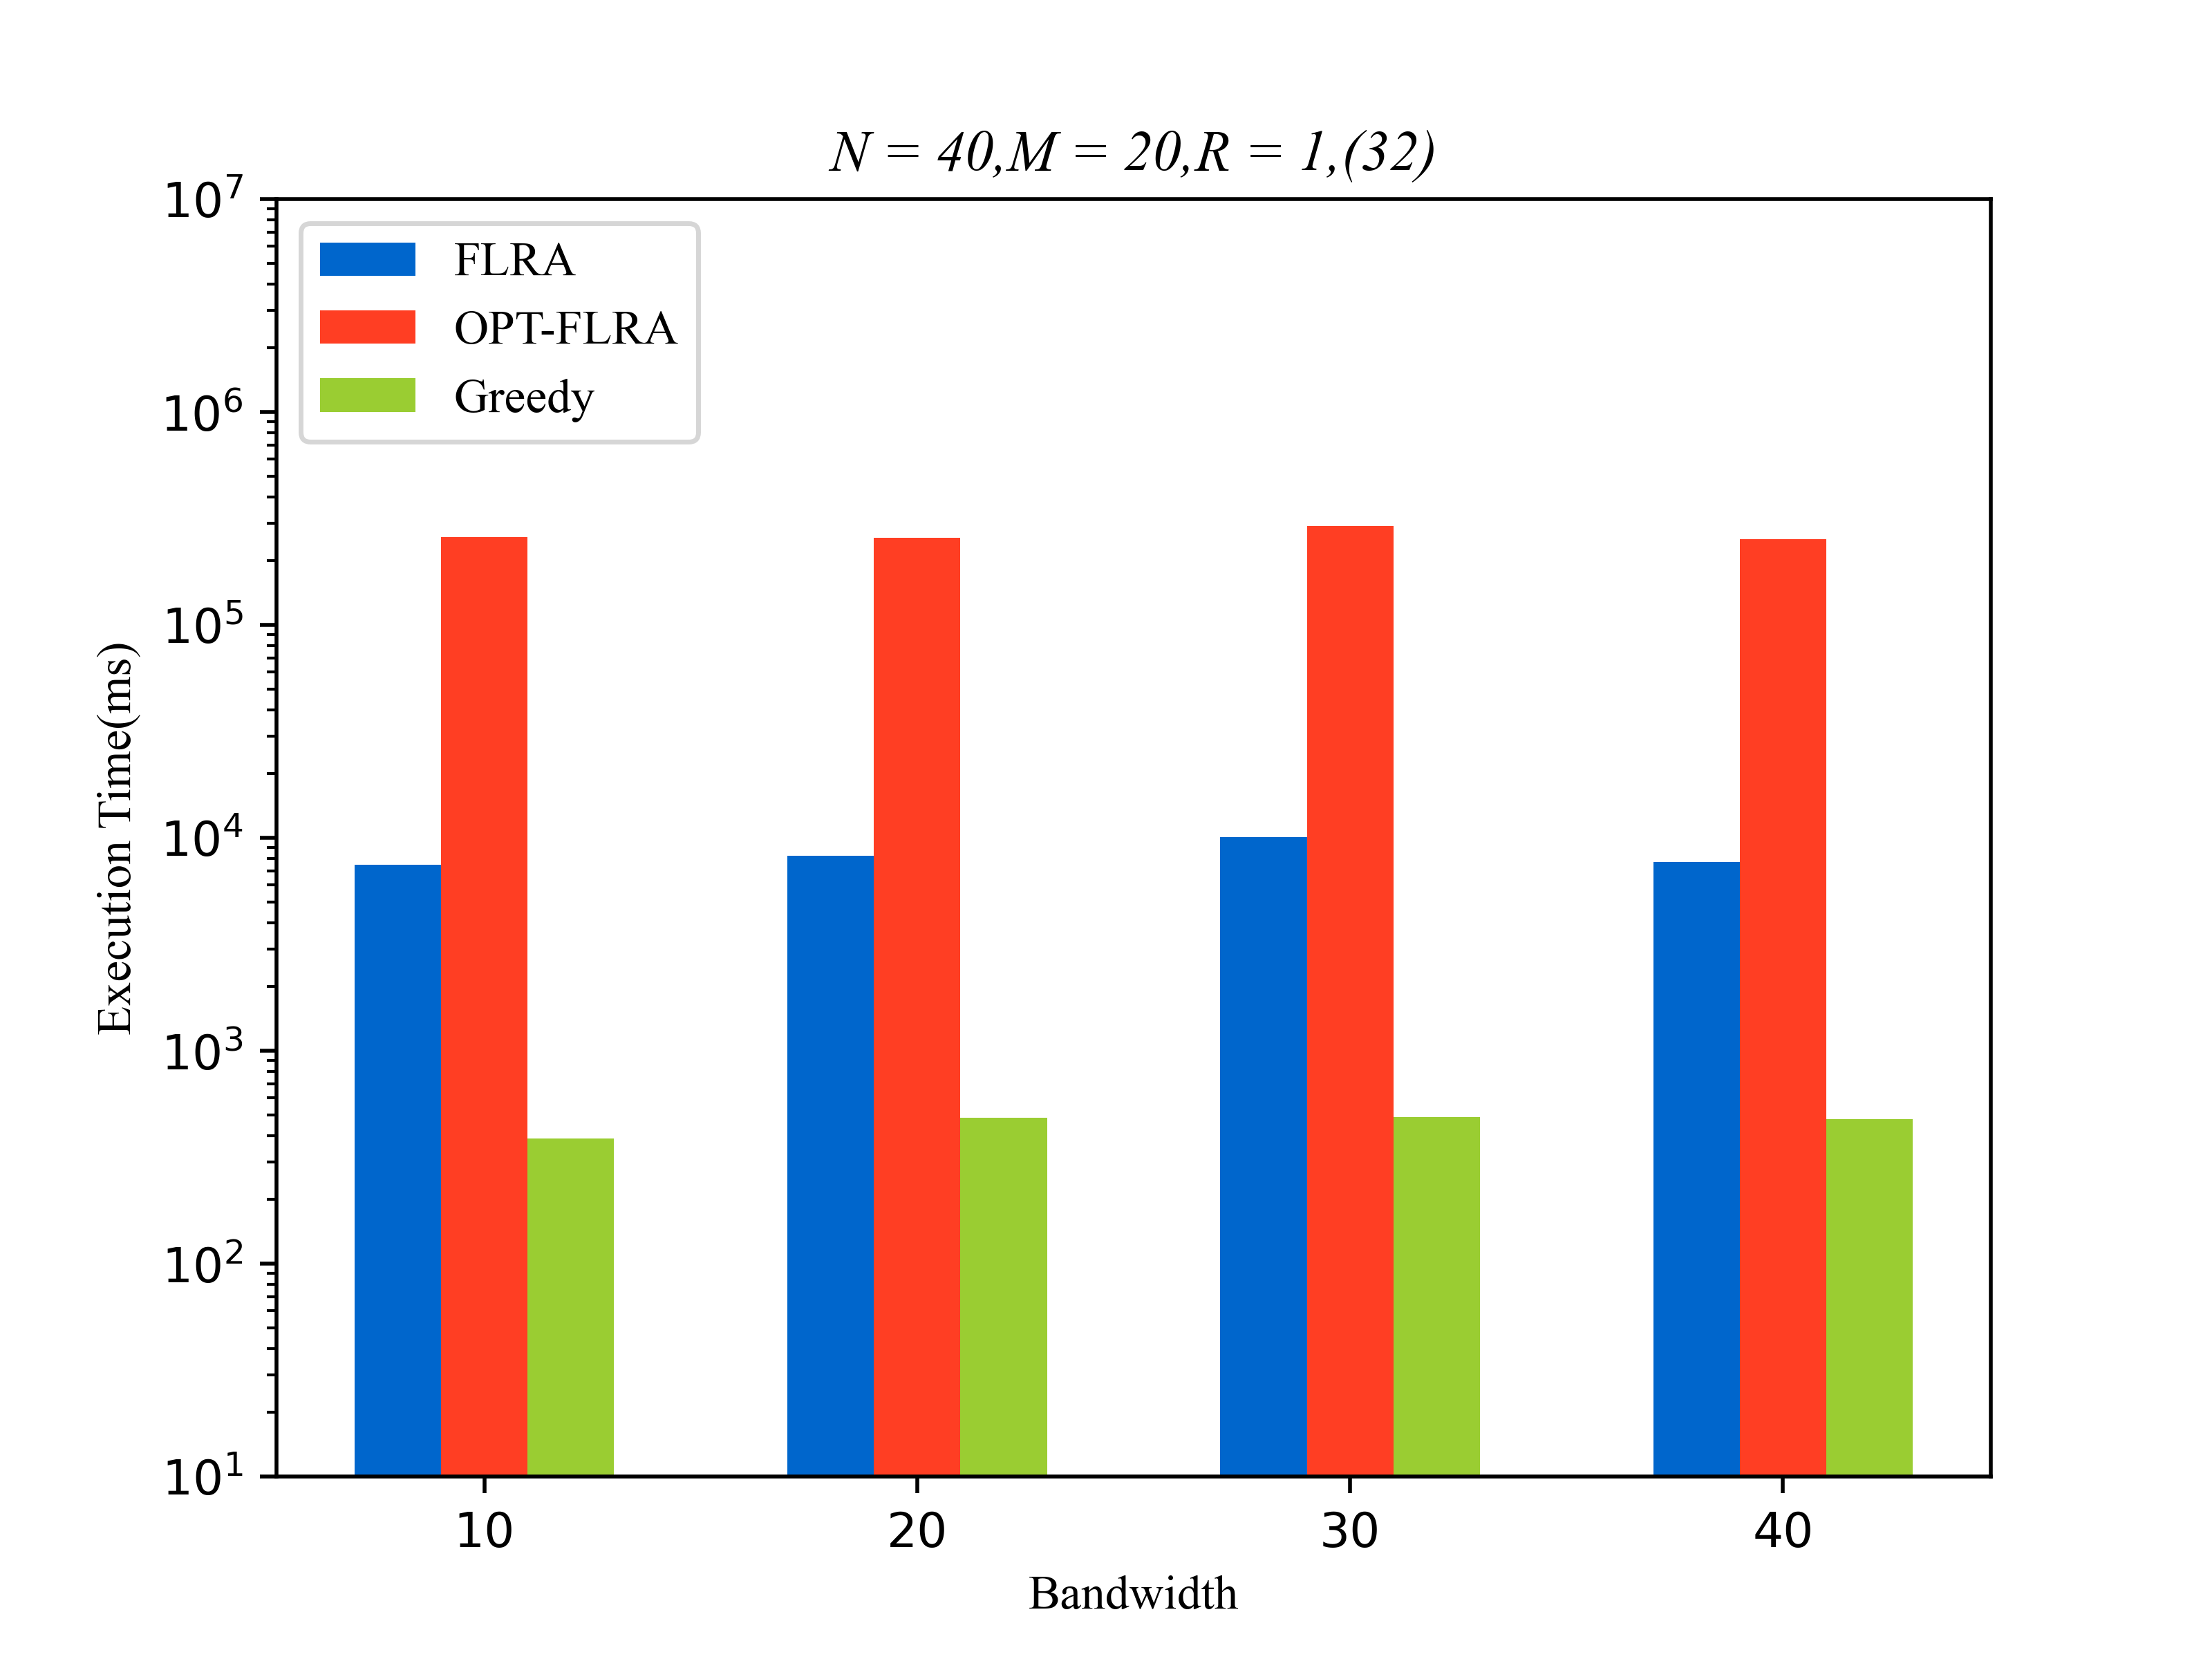 N = 40,M = 20,R = 1,(32)
10⁷
10⁶
10⁵
10⁴
10³
10²
10¹
FLRA
OPT-FLRA
Greedy
Execution Time(ms)
10 20 30 40
Bandwidth